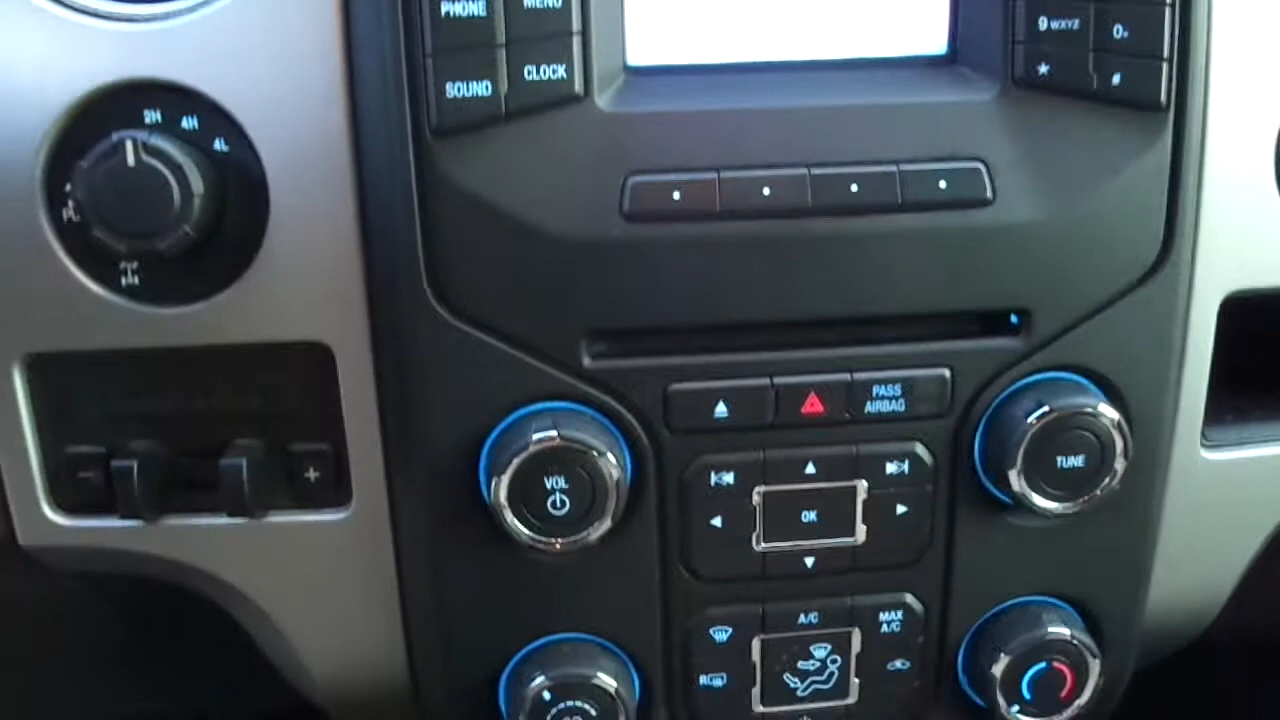 PHONE
MENU
SOUND
CLOCK
9 WXYZ
0+
★
#
2H
4H
4L
PASS
AIRBAG
VOL
TUNE
OK
- +
A/C
MAX
A/C
R